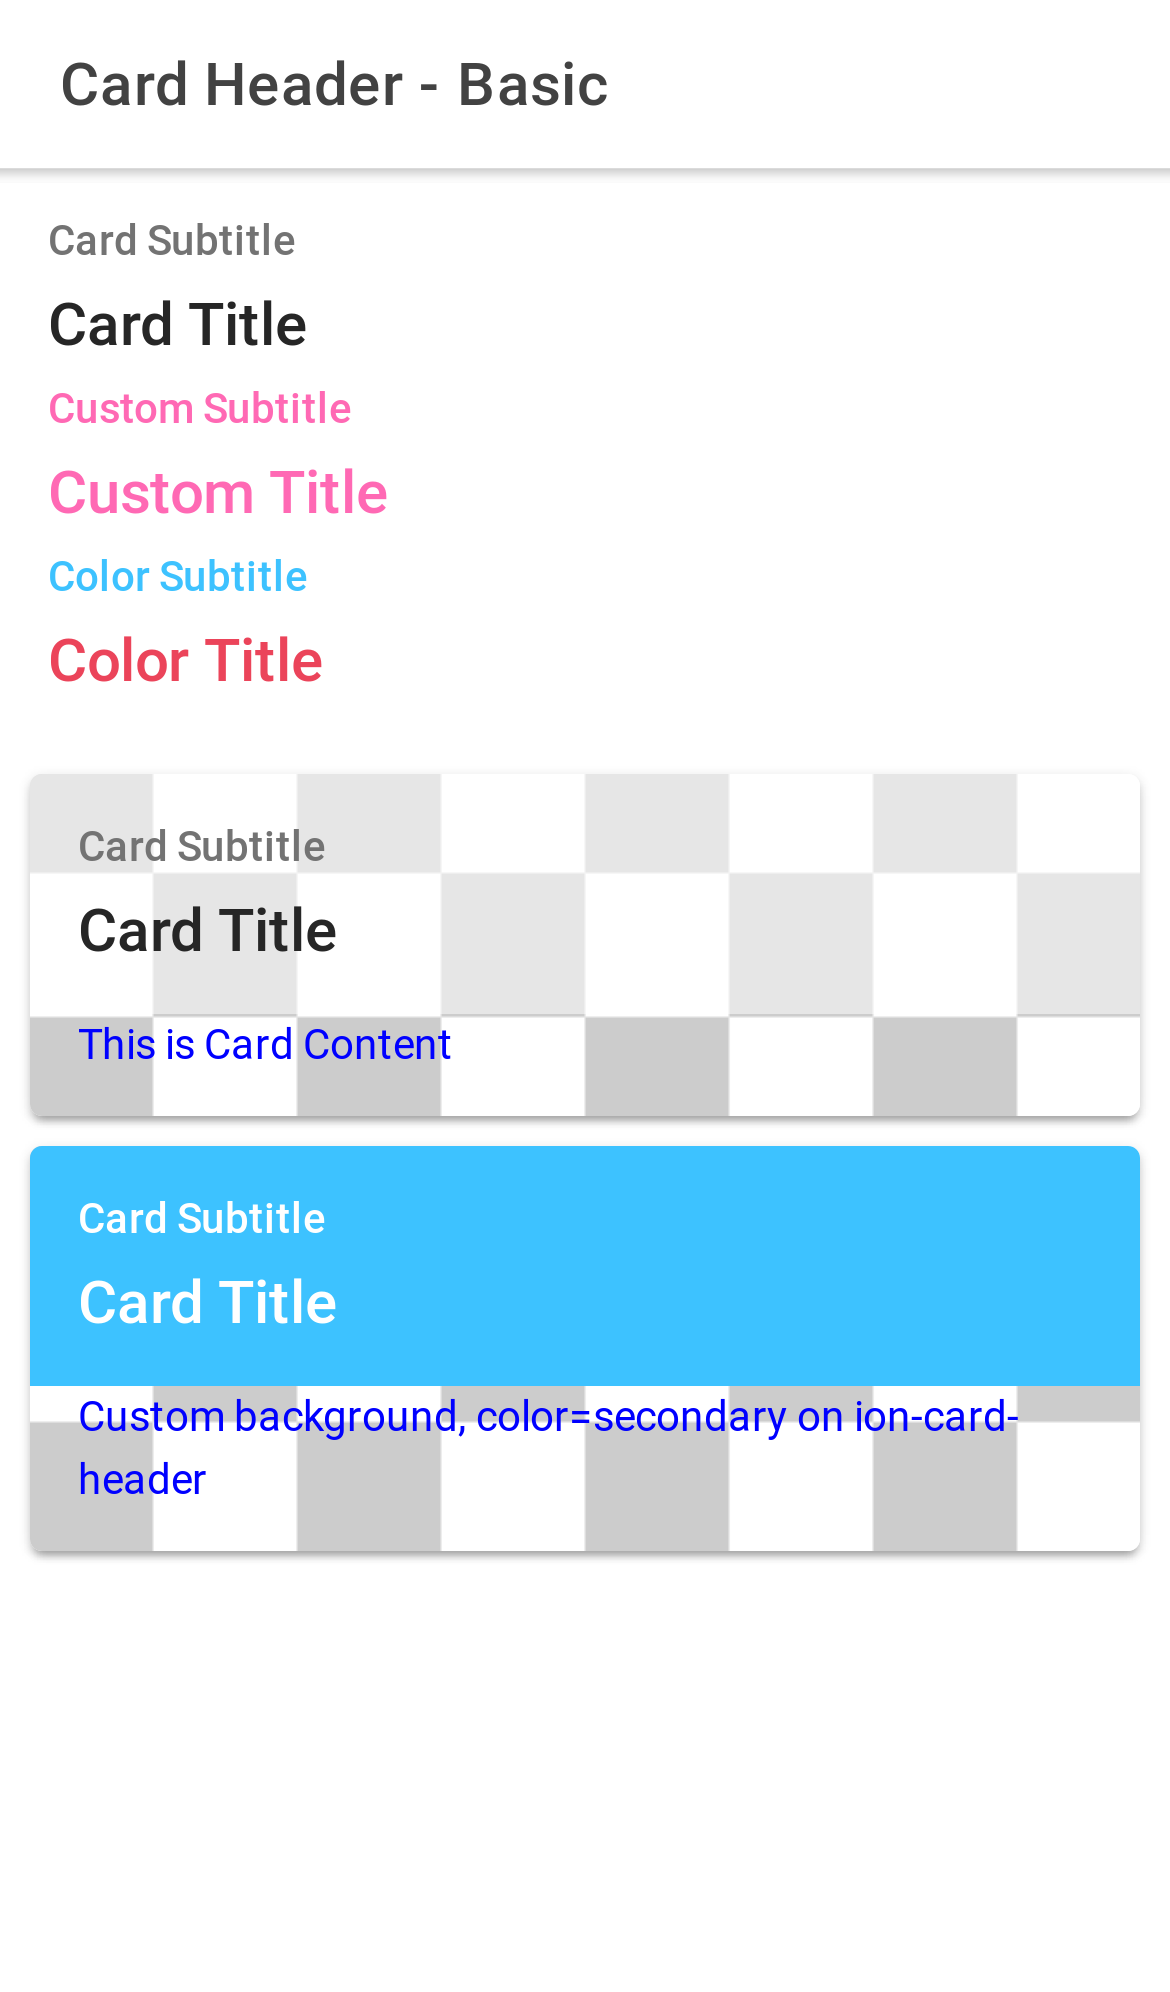 Card Header - Basic
Card Subtitle
Card Title
Custom Subtitle
Custom Title
Color Subtitle
Color Title
Card Subtitle
Card Title
This is Card Content
Card Subtitle
Card Title
Custom background, color=secondary on ion-card-
header